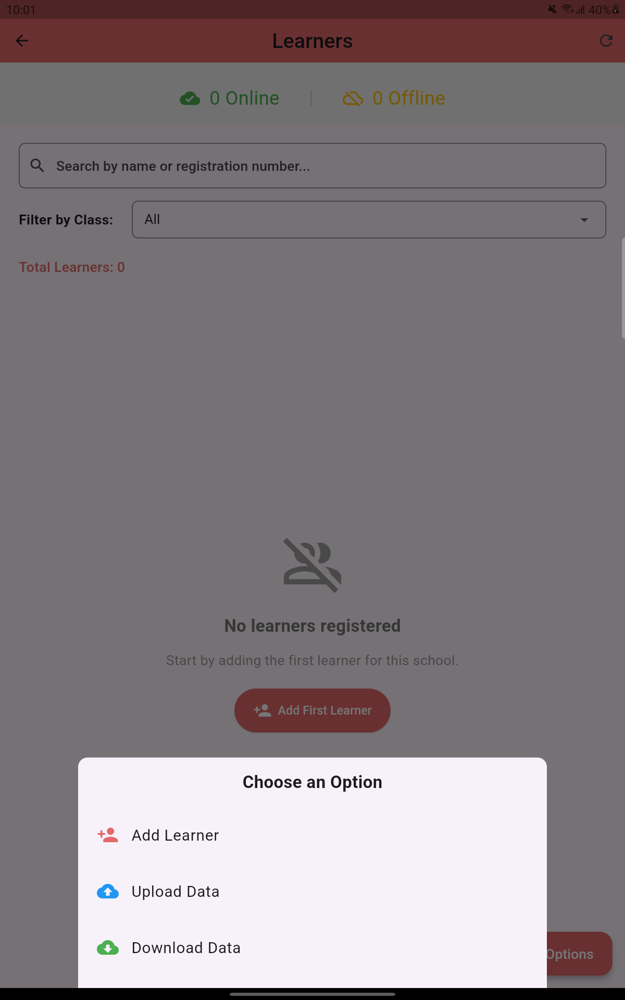 10:01
40%
Learners
0 Online
0 Offline
Search by name or registration number...
Filter by Class:
All
Total Learners: 0
No learners registered
Start by adding the first learner for this school.
Add First Learner
Choose an Option
Add Learner
Upload Data
Download Data
Options